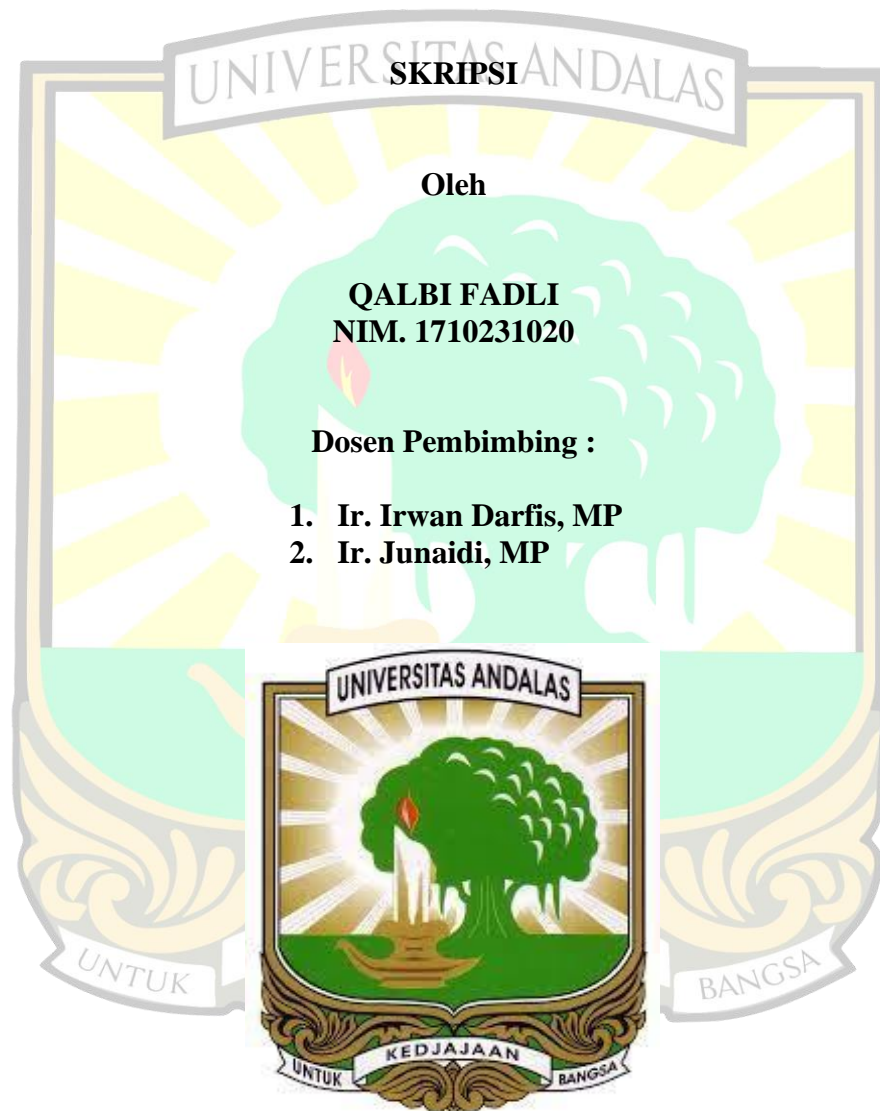 UNIVERSITAS ANDALAS
SKRIPSI
Oleh
QALBI FADLI
NIM. 1710231020
Dosen Pembimbing :
1. Ir. Irwan Darfis, MP
2. Ir. Junaidi, MP
UNIVERSITAS ANDALAS
UNTUK
BANGSA
UNTUK KEDJAJAAN BANGSA